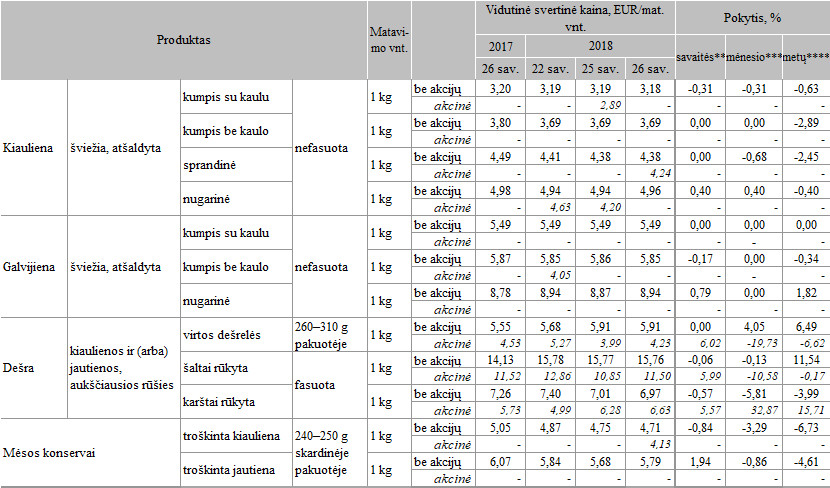 Produktas Matavi- Vidutinė svertinė kaina, EUR/mat. Pokytis, %
mo vnt. vnt.
2017 2018 savaitės** mėnesio*** metų****
26 sav. 22 sav. 25 sav. 26 sav.
Kiauliena šviežia, atšaldyta kumpis su kaulu nefasuota 1 kg be akcijų 3,20 3,19 3,19 3,18 -0,31 -0,31 -0,63
akcinė - - 2,89 - - - -
kumpis be kaulo 1 kg be akcijų 3,80 3,69 3,69 3,69 0,00 0,00 -2,89
akcinė - - - - - - -
sprandinė 1 kg be akcijų 4,49 4,41 4,38 4,38 0,00 -0,68 -2,45
akcinė - - - 4,24 - - -
nugarinė 1 kg be akcijų 4,98 4,94 4,94 4,96 0,40 0,40 -0,40
akcinė - 4,63 4,20 - - - -
Galvijiena šviežia, atšaldyta kumpis su kaulu nefasuota 1 kg be akcijų 5,49 5,49 5,49 5,49 0,00 0,00 0,00
akcinė - - - - - - -
kumpis be kaulo 1 kg be akcijų 5,87 5,85 5,86 5,85 -0,17 0,00 -0,34
akcinė - 4,05 - - - - -
nugarinė 1 kg be akcijų 8,78 8,94 8,87 8,94 0,79 0,00 1,82
akcinė - - - - - - -
Dešra kiaulienos ir (arba) jautienos, aukščiausios rūšies virtos dešrelės 260–310 g pakuotėje 1 kg be akcijų 5,55 5,68 5,91 5,91 0,00 4,05 6,49
akcinė 4,53 5,27 3,99 4,23 6,02 -19,73 -6,62
šaltai rūkyta fasuota 1 kg be akcijų 14,13 15,78 15,77 15,76 -0,06 -0,13 11,54
akcinė 11,52 12,86 10,85 11,50 5,99 -10,58 -0,17
karštai rūkyta 1 kg be akcijų 7,26 7,40 7,01 6,97 -0,57 -5,81 -3,99
akcinė 5,73 4,99 6,28 6,63 5,57 32,87 15,71
Mėsos konservai troškinta kiauliena 240–250 g skardinėje pakuotėje 1 kg be akcijų 5,05 4,87 4,75 4,71 -0,84 -3,29 -6,73
akcinė - - - 4,13 - - -
troškinta jautiena 1 kg be akcijų 6,07 5,84 5,68 5,79 1,94 -0,86 -4,61
akcinė - - - - - - -